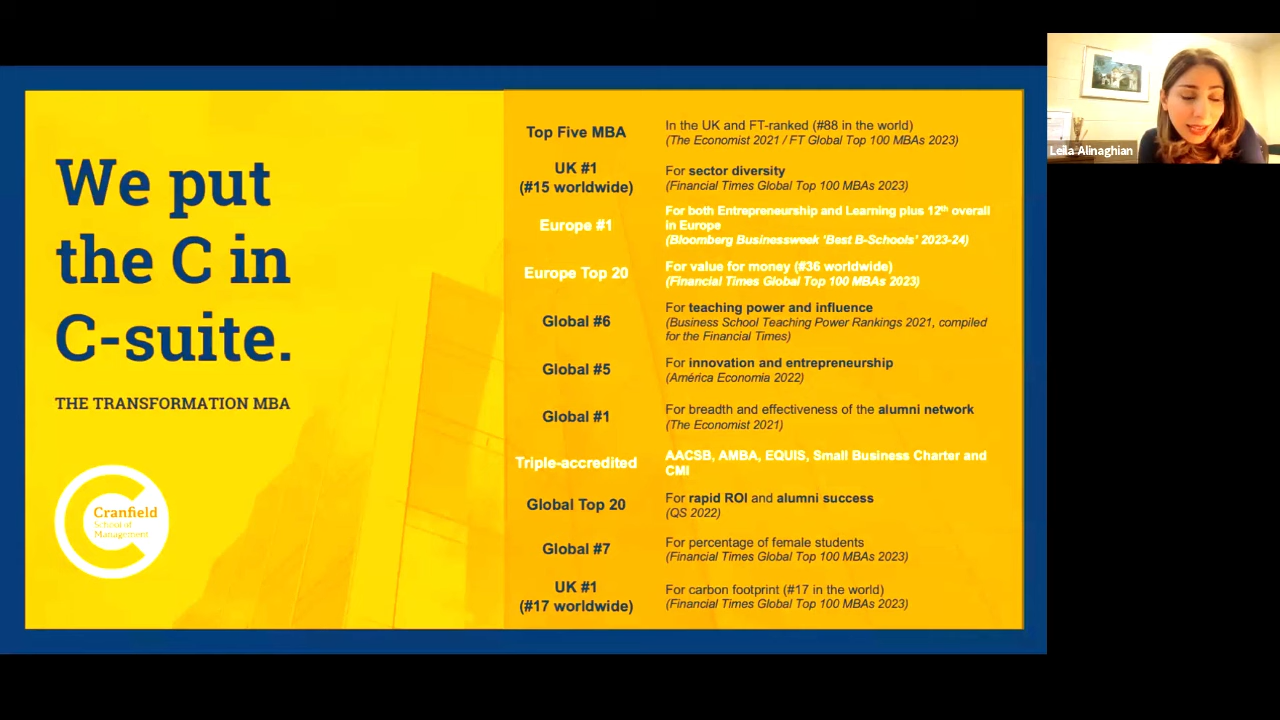 We put
the C in
C-suite.
THE TRANSFORMATION MBA
Cranfield
School of
Management
Top Five MBA
In the UK and FT-ranked (#88 in the world)
(The Economist 2021 / FT Global Top 100 MBAs 2023)
UK #1
(#15 worldwide)
For sector diversity
(Financial Times Global Top 100 MBAs 2023)
Europe #1
For both Entrepreneurship and Learning plus 12th overall
in Europe
(Bloomberg Businessweek 'Best B-Schools' 2023-24)
Europe Top 20
For value for money (#36 worldwide)
(Financial Times Global Top 100 MBAs 2023)
Global #6
For teaching power and influence
(Business School Teaching Power Rankings 2021, compiled
for the Financial Times)
Global #5
For innovation and entrepreneurship
(América Economia 2022)
Global #1
For breadth and effectiveness of the alumni network
(The Economist 2021)
Triple-accredited
AACSB, AMBA, EQUIS, Small Business Charter and
CMI
Global Top 20
For rapid ROI and alumni success
(QS 2022)
Global #7
For percentage of female students
(Financial Times Global Top 100 MBAs 2023)
UK #1
(#17 worldwide)
For carbon footprint (#17 in the world)
(Financial Times Global Top 100 MBAs 2023)
Leila Alinaghian